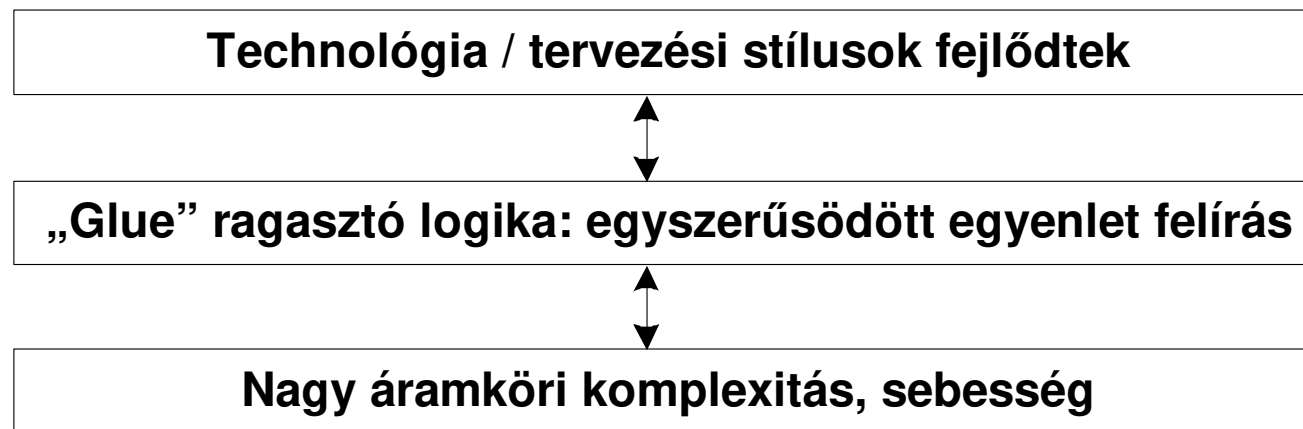 Technológia / tervezési stílusok fejlődtek
„Glue” ragasztó logika: egyszerűsödött egyenlet felírás
Nagy áramköri komplexitás, sebesség